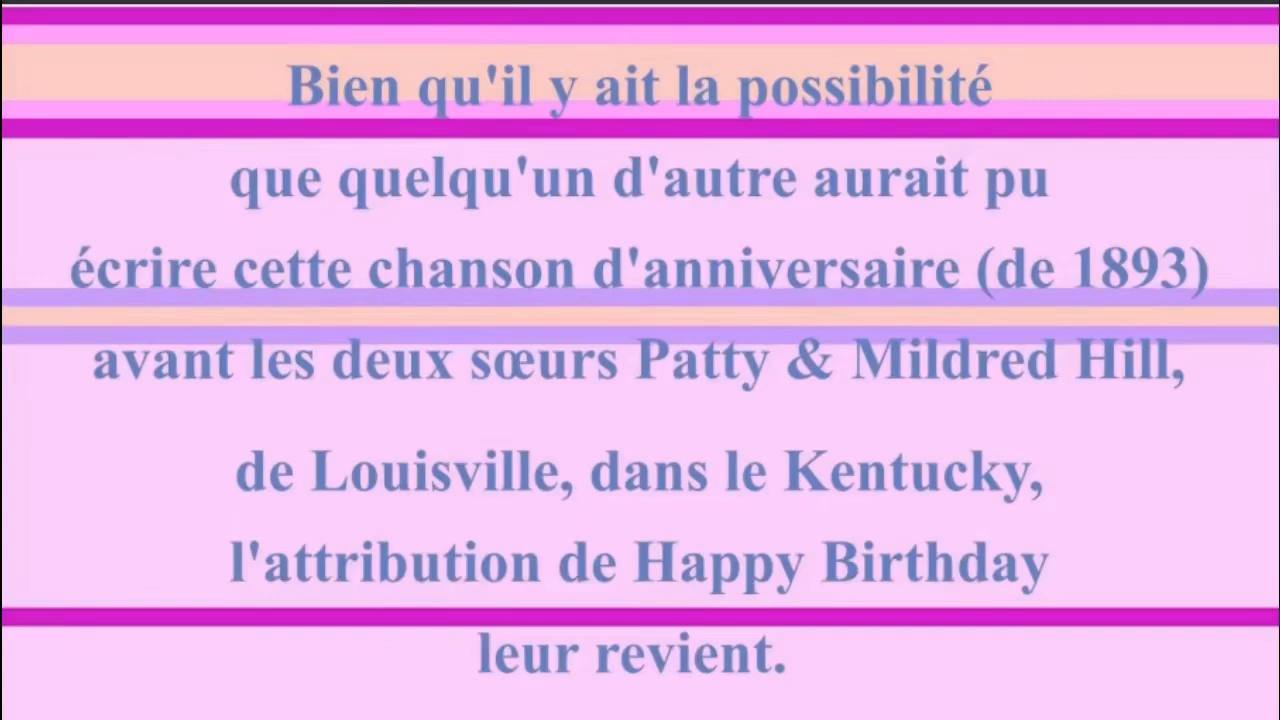 Bien qu'il y ait la possibilité
que quelqu'un d'autre aurait pu
écrire cette chanson d'anniversaire (de 1893)
avant les deux sœurs Patty & Mildred Hill,
de Louisville, dans le Kentucky,
l'attribution de Happy Birthday
leur revient.